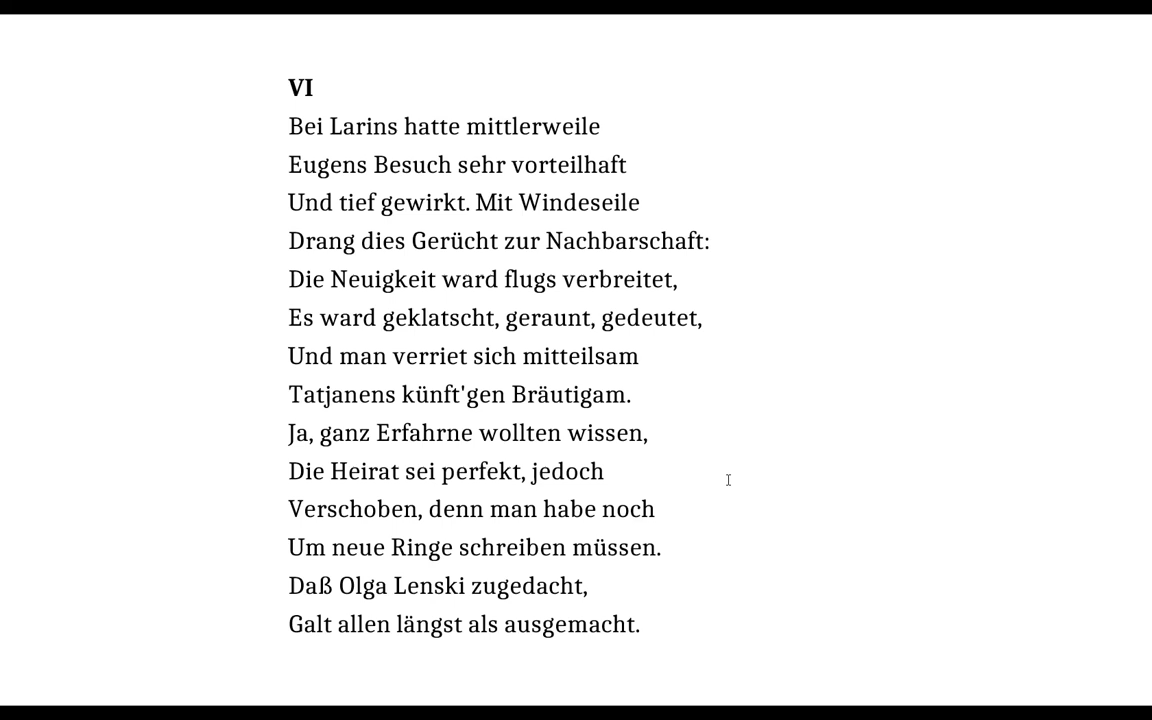 VI
Bei Larins hatte mittlerweile
Eugens Besuch sehr vorteilhaft
Und tief gewirkt. Mit Windeseile
Drang dies Gerücht zur Nachbarschaft:
Die Neuigkeit ward flugs verbreitet,
Es ward geklatscht, geraunt, gedeutet,
Und man verriet sich mitteilsam
Tatjanens künft'gen Bräutigam.
Ja, ganz Erfahrne wollten wissen,
Die Heirat sei perfekt, jedoch
Verschoben, denn man habe noch
Um neue Ringe schreiben müssen.
Daß Olga Lenski zugedacht,
Galt allen längst als ausgemacht.